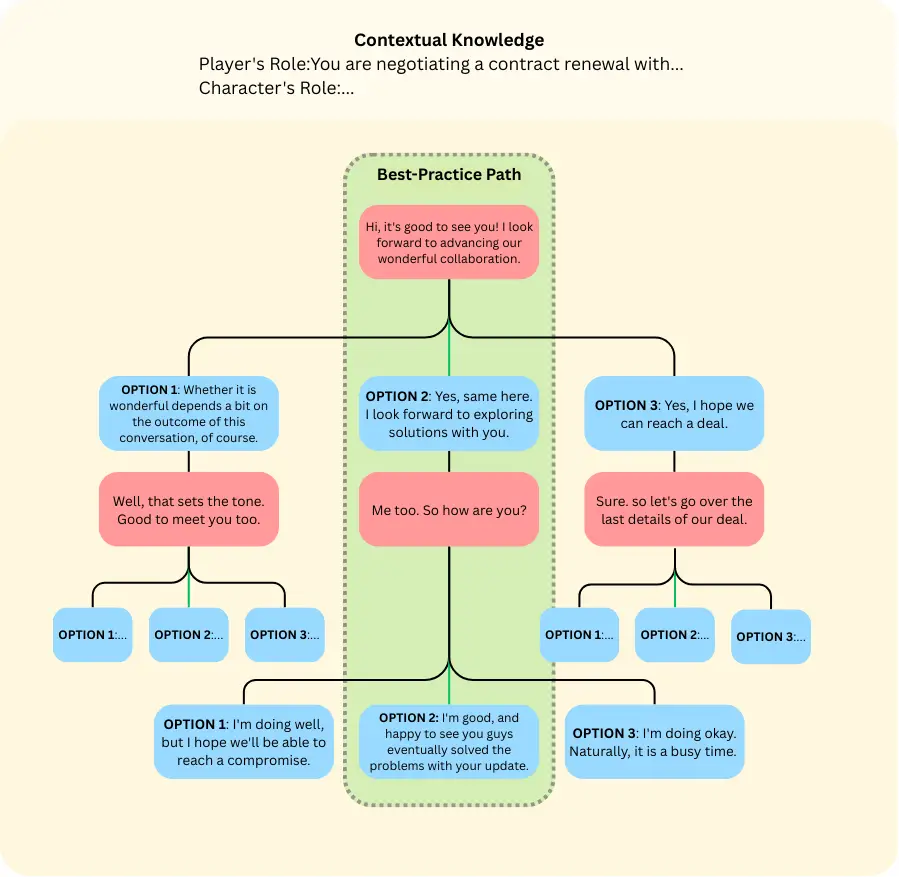 Contextual Knowledge
Player's Role:You are negotiating a contract renewal with...
Character's Role:...
Best-Practice Path
Hi, it's good to see you! I look
forward to advancing our
wonderful collaboration.
OPTION 1: Whether it is
wonderful depends a bit on
the outcome of this
conversation, of course.
OPTION 2: Yes, same here.
I look forward to exploring
solutions with you.
OPTION 3: Yes, I hope we
can reach a deal.
Well, that sets the tone.
Good to meet you too.
Me too. So how are you?
Sure. so let's go over the
last details of our deal.
OPTION 1:...
OPTION 2:...
OPTION 3:...
OPTION 1:...
OPTION 2:...
OPTION 3:...
OPTION 1: I'm doing well,
but I hope we'll be able to
reach a compromise.
OPTION 2: I'm good, and
happy to see you guys
eventually solved the
problems with your update.
OPTION 3: I'm doing okay.
Naturally, it is a busy time.